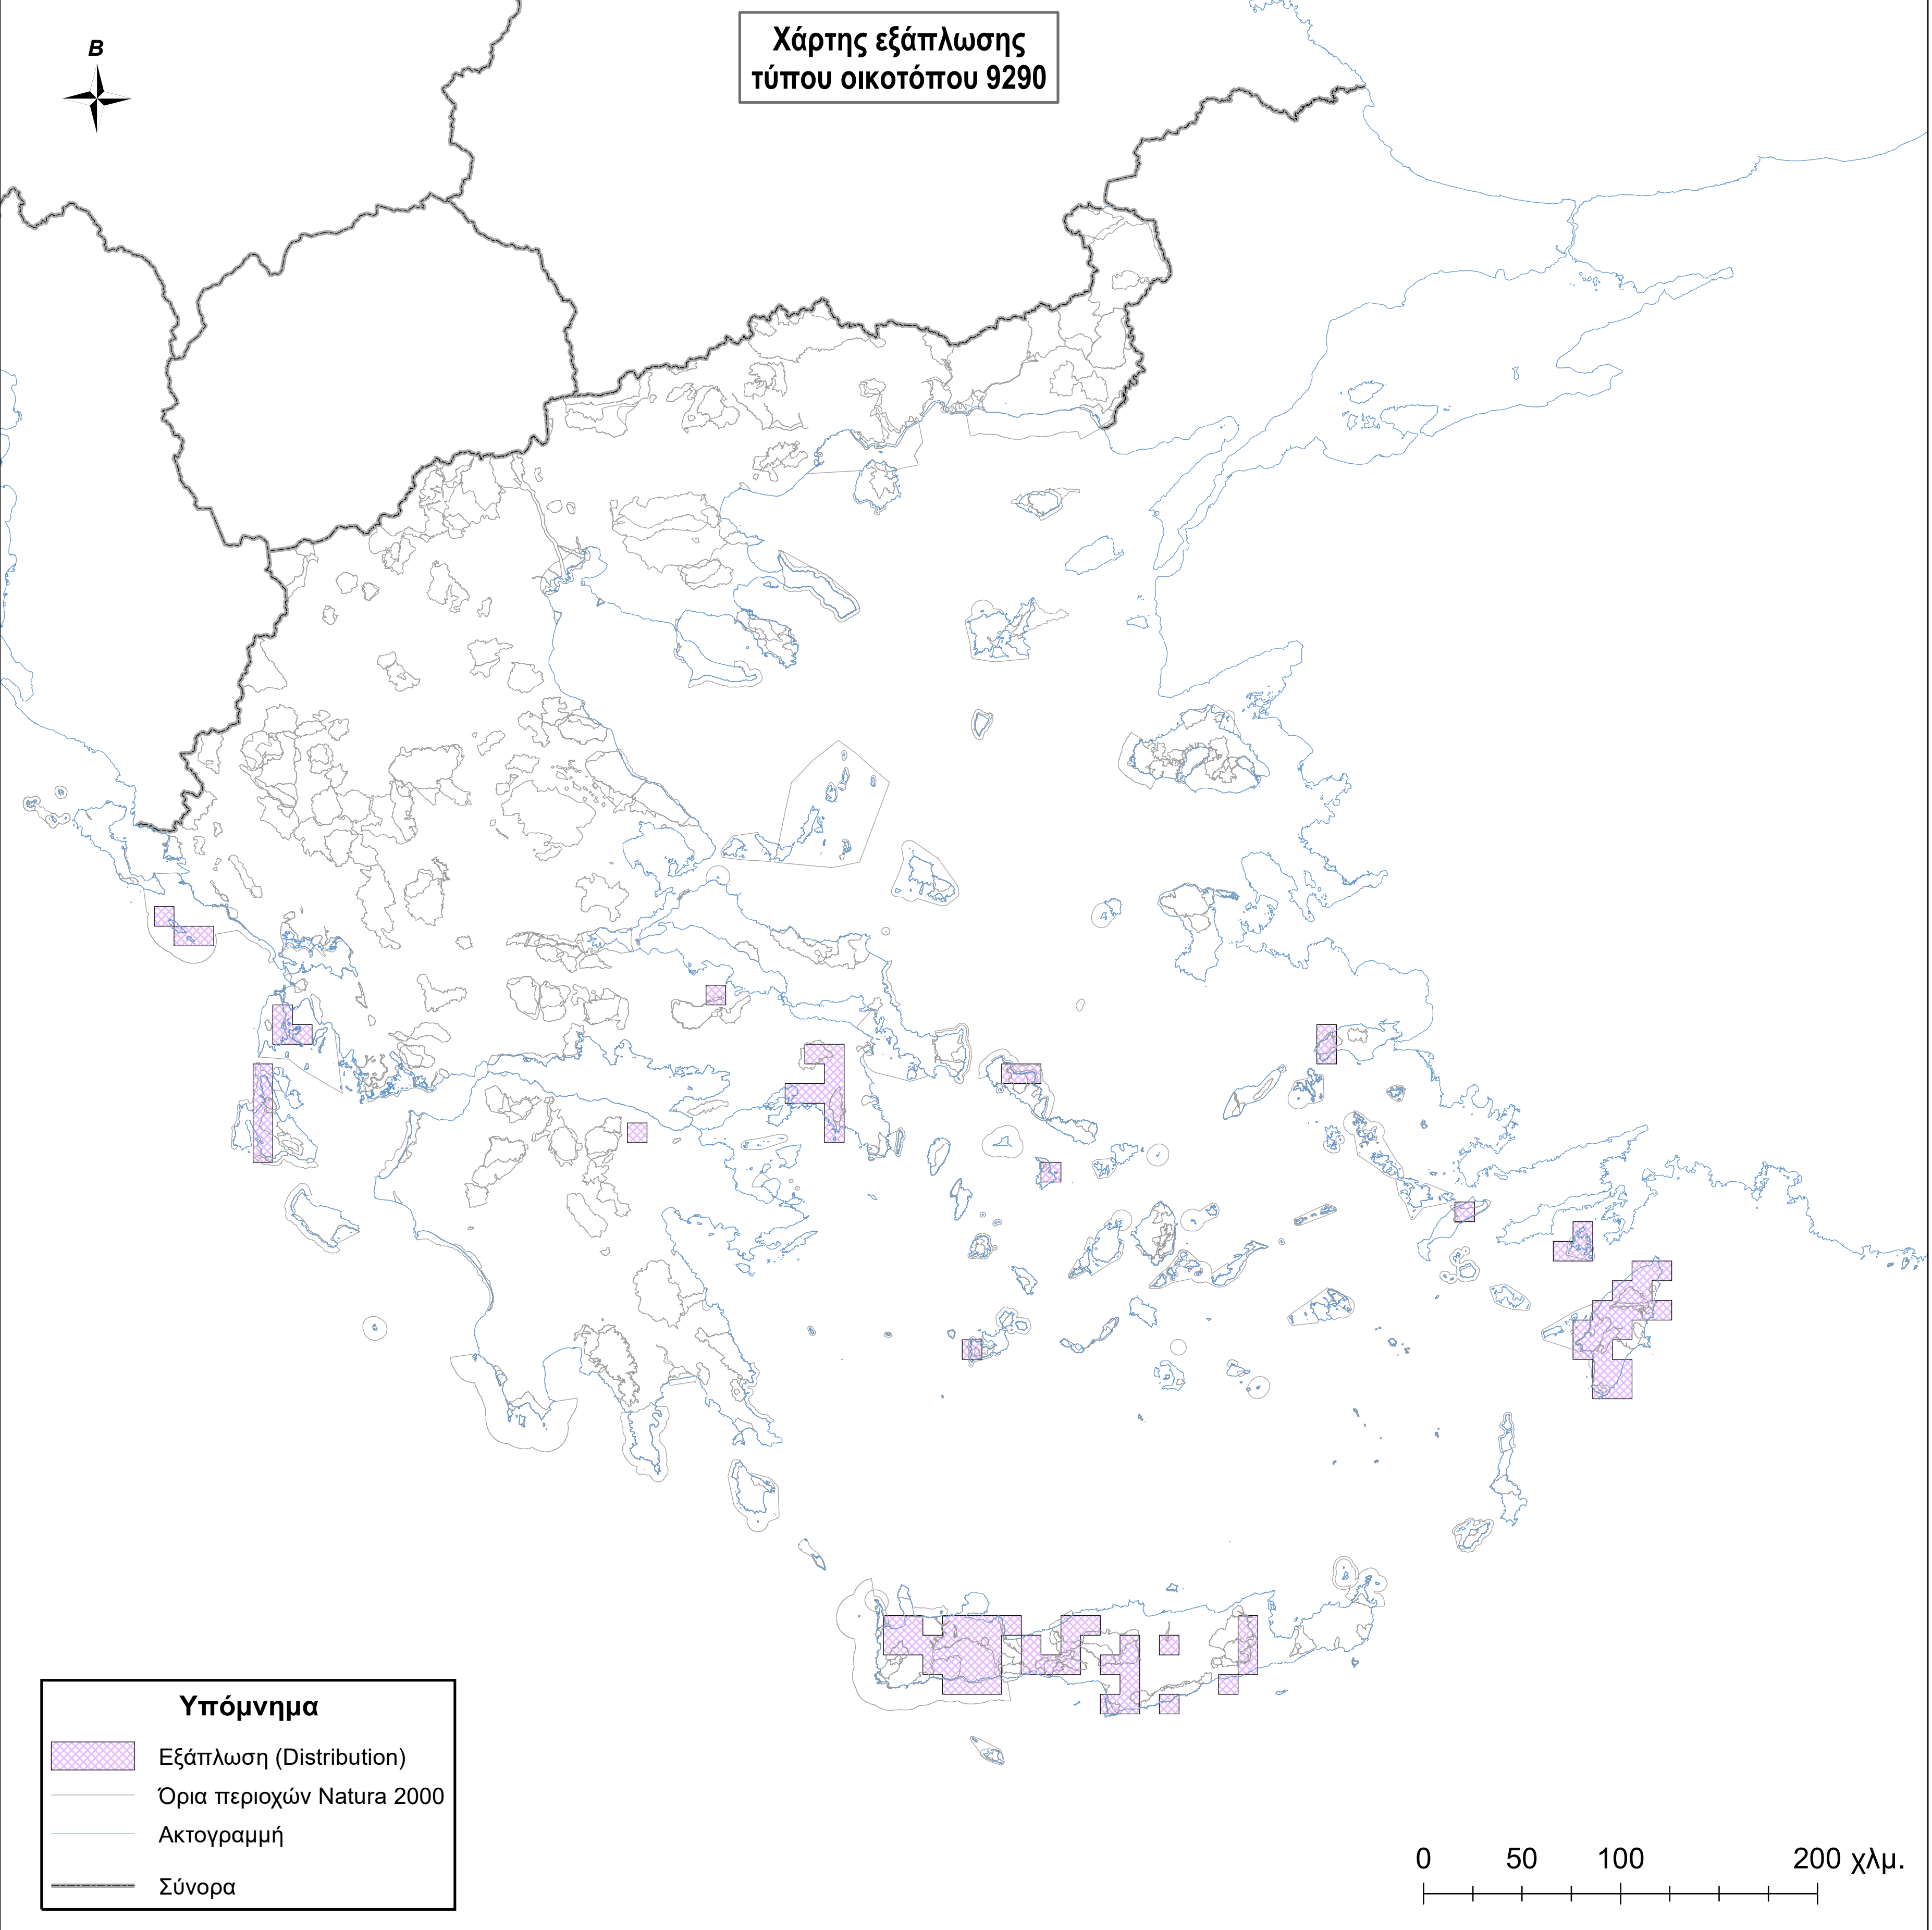 Χάρτης εξάπλωσης
τύπου οικοτόπου 9290
Β
Υπόμνημα
Εξάπλωση (Distribution)
Όρια περιοχών Natura 2000
Ακτογραμμή
Σύνορα
0 50 100 200 χλμ.